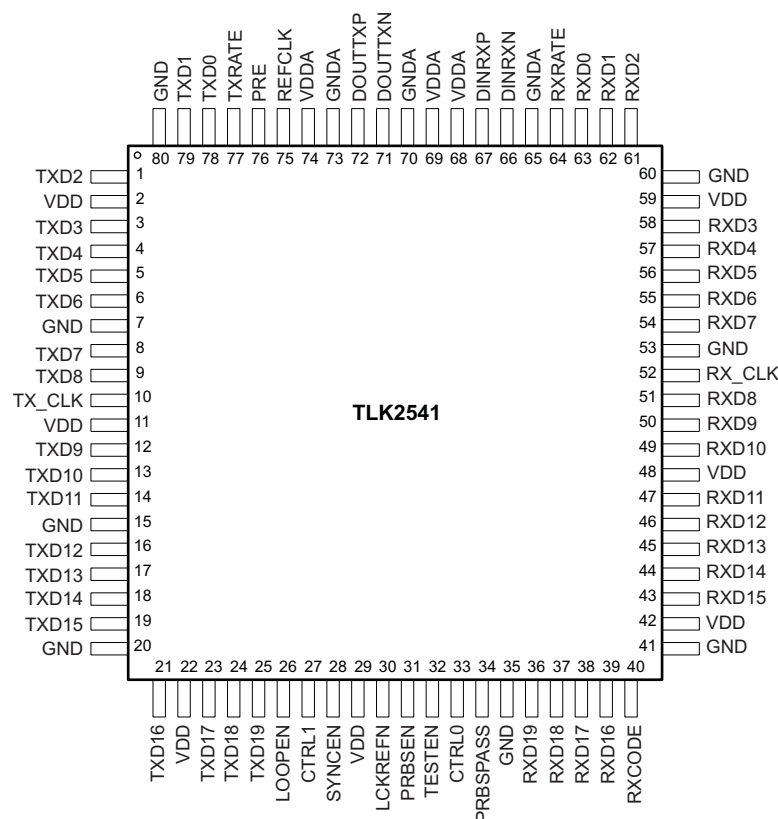 GND TXD1 TXD0 TXRATE PRE REFCLK VDDA GNDA DOUTTXP DOUTTXN GNDA VDDA VDDA DINRXP DINRXN GNDA RXRATE RXD0 RXD1 RXD2
80 79 78 77 76 75 74 73 72 71 70 69 68 67 66 65 64 63 62 61
TXD2 1 60 GND
VDD 2 59 VDD
TXD3 3 58 RXD3
TXD4 4 57 RXD4
TXD5 5 56 RXD5
TXD6 6 55 RXD6
GND 7 54 RXD7
TXD7 8 53 GND
TXD8 9 52 RX_CLK
TX_CLK 10 51 RXD8
TLK2541
VDD 11 50 RXD9
TXD9 12 49 RXD10
TXD10 13 48 VDD
TXD11 14 47 RXD11
GND 15 46 RXD12
TXD12 16 45 RXD13
TXD13 17 44 RXD14
TXD14 18 43 RXD15
TXD15 19 42 VDD
GND 20 41 GND
21 22 23 24 25 26 27 28 29 30 31 32 33 34 35 36 37 38 39 40
TXD16 VDD TXD17 TXD18 TXD19 LOOPEN CTRL1 SYNCEN VDD LCKREFN PRBSEN TESTEN CTRL0 PRBSPASS GND RXD19 RXD18 RXD17 RXD16 RXCODE